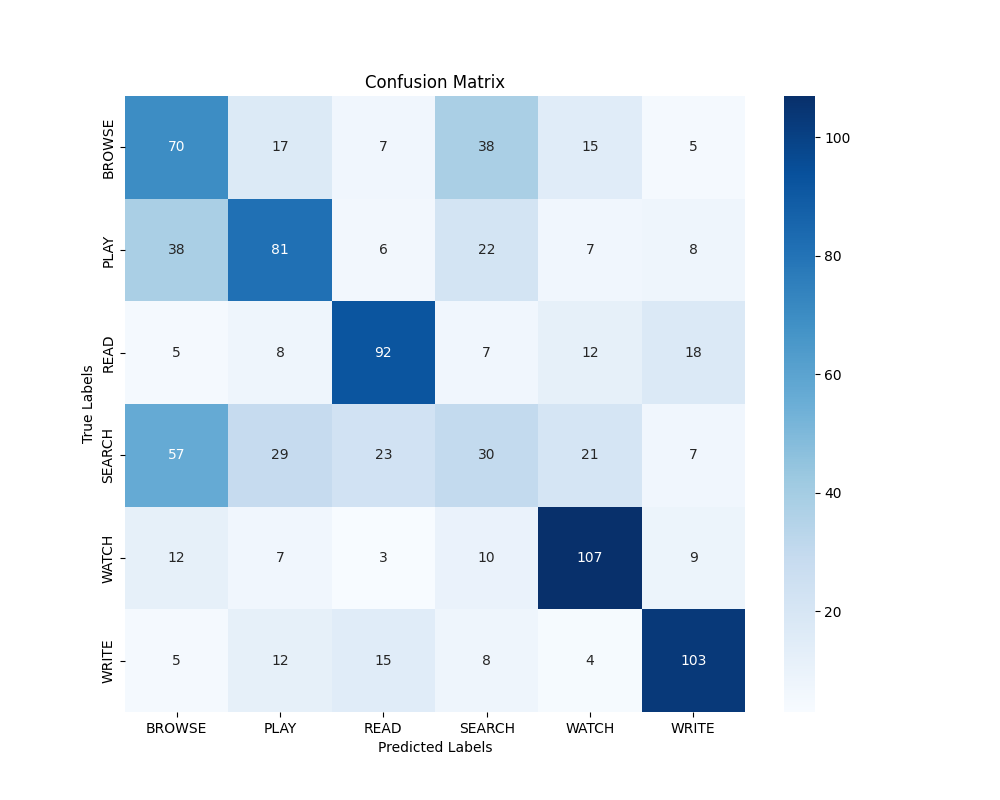 Confusion Matrix
BROWSE 70 17 7 38 15 5
PLAY 38 81 6 22 7 8
READ 5 8 92 7 12 18
SEARCH 57 29 23 30 21 7
WATCH 12 7 3 10 107 9
WRITE 5 12 15 8 4 103
True Labels
BROWSE PLAY READ SEARCH WATCH WRITE
Predicted Labels
100
80
60
40
20